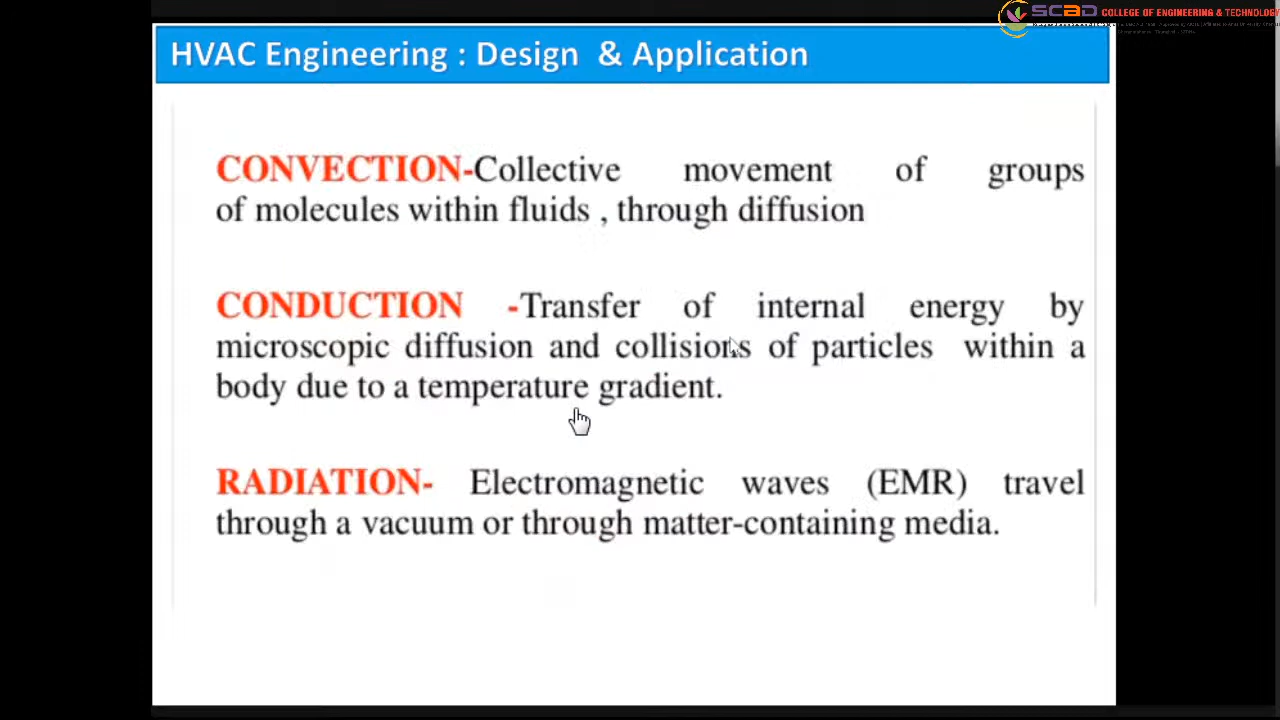 SCAD COLLEGE OF ENGINEERING & TECHNOLOGY
HVAC Engineering : Design & Application
CONVECTION-Collective movement of groups
of molecules within fluids , through diffusion
CONDUCTION -Transfer of internal energy by
microscopic diffusion and collisions of particles within a
body due to a temperature gradient.
RADIATION- Electromagnetic waves (EMR) travel
through a vacuum or through matter-containing media.